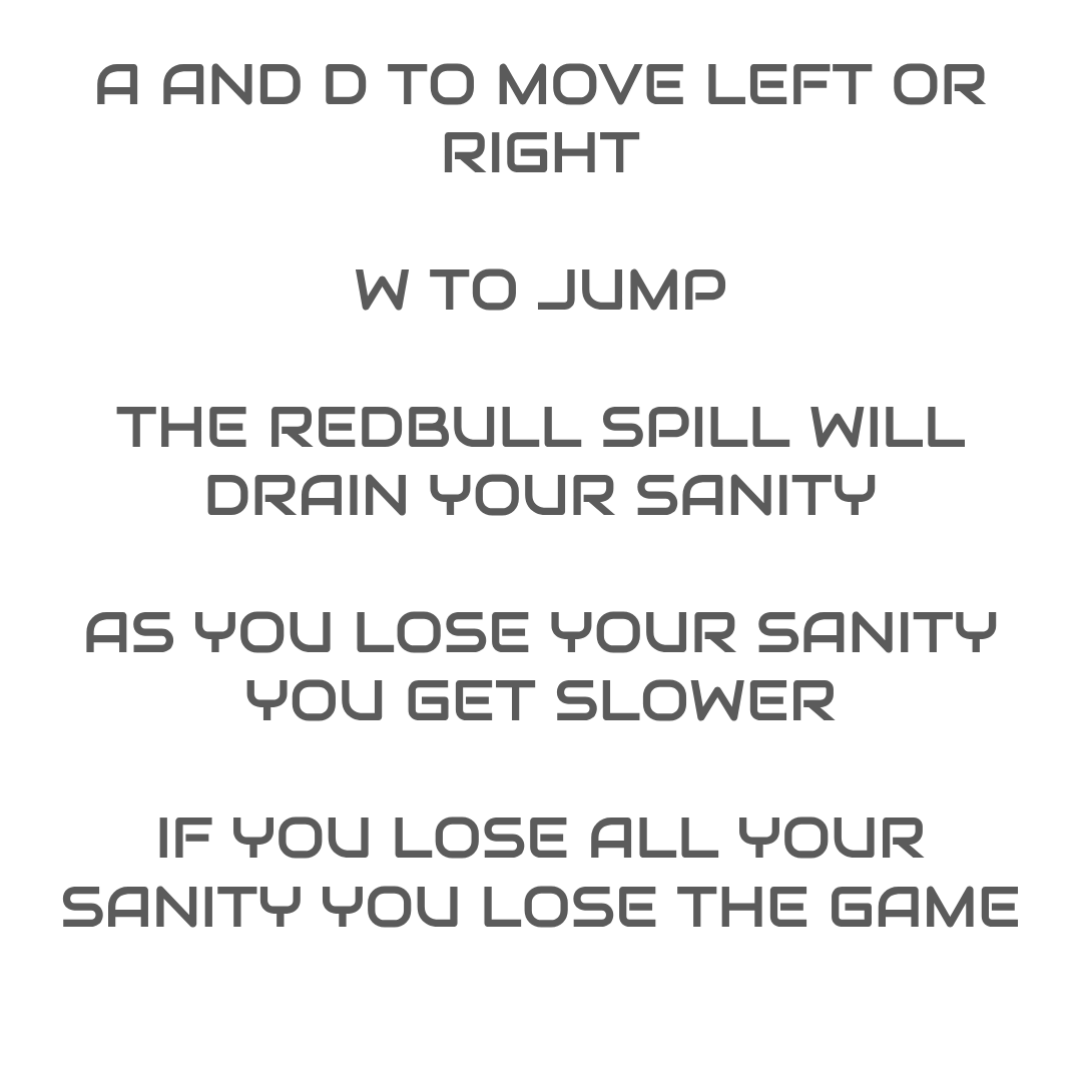 A AND D TO MOVE LEFT OR
RIGHT
W TO JUMP
THE REDBULL SPILL WILL
DRAIN YOUR SANITY
AS YOU LOSE YOUR SANITY
YOU GET SLOWER
IF YOU LOSE ALL YOUR
SANITY YOU LOSE THE GAME